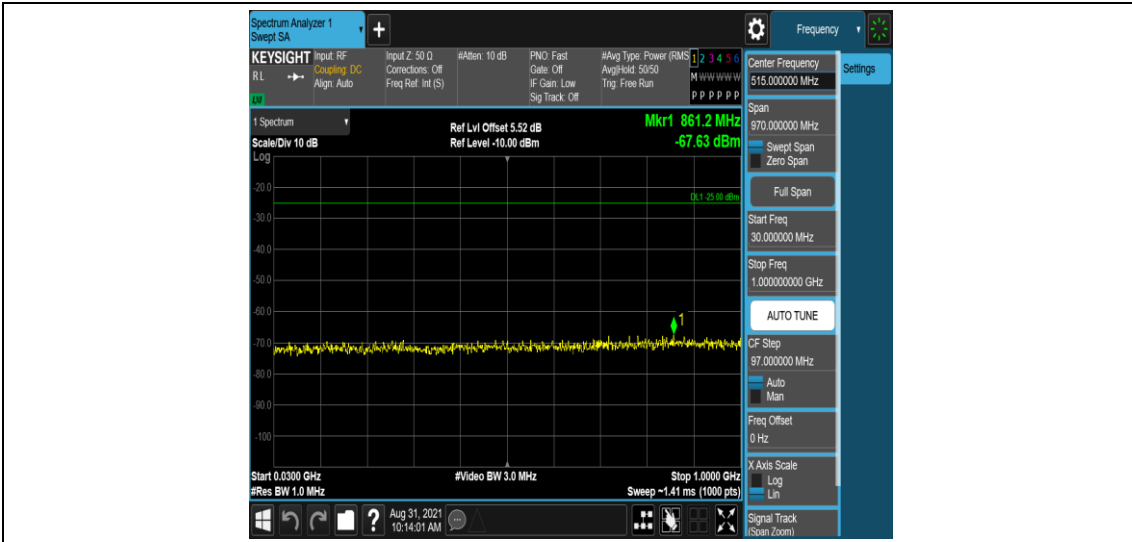 Spectrum Analyzer 1
Swept SA
+
Frequency
KEYSIGHT
RL
LXI
Input: RF
Coupling: DC
Align: Auto
Input Z: 50 Ω
Corrections: Off
Freq Ref: Int (S)
#Atten: 10 dB
PNO: Fast
Gate: Off
IF Gain: Low
Sig Track: Off
#Avg Type: Power (RMS
Avg|Hold: 50/50
Trig: Free Run
1 2 3 4 5 6
M W W W W W
P P P P P P
1 Spectrum
Scale/Div 10 dB
Log
Ref Lvl Offset 5.52 dB
Ref Level -10.00 dBm
Mkr1 861.2 MHz
-67.63 dBm
-20.0
DL1 -25.00 dBm
-30.0
-40.0
-50.0
-60.0
1
-70.0
-80.0
-90.0
-100
Start 0.0300 GHz
#Res BW 1.0 MHz
#Video BW 3.0 MHz
Stop 1.0000 GHz
Sweep ~1.41 ms (1000 pts)
?
Aug 31, 2021
10:14:01 AM
Center Frequency
515.000000 MHz
Settings
Span
970.000000 MHz
Swept Span
Zero Span
Full Span
Start Freq
30.000000 MHz
Stop Freq
1.000000000 GHz
AUTO TUNE
CF Step
97.000000 MHz
Auto
Man
Freq Offset
0 Hz
X Axis Scale
Log
Lin
Signal Track
(Span Zoom)